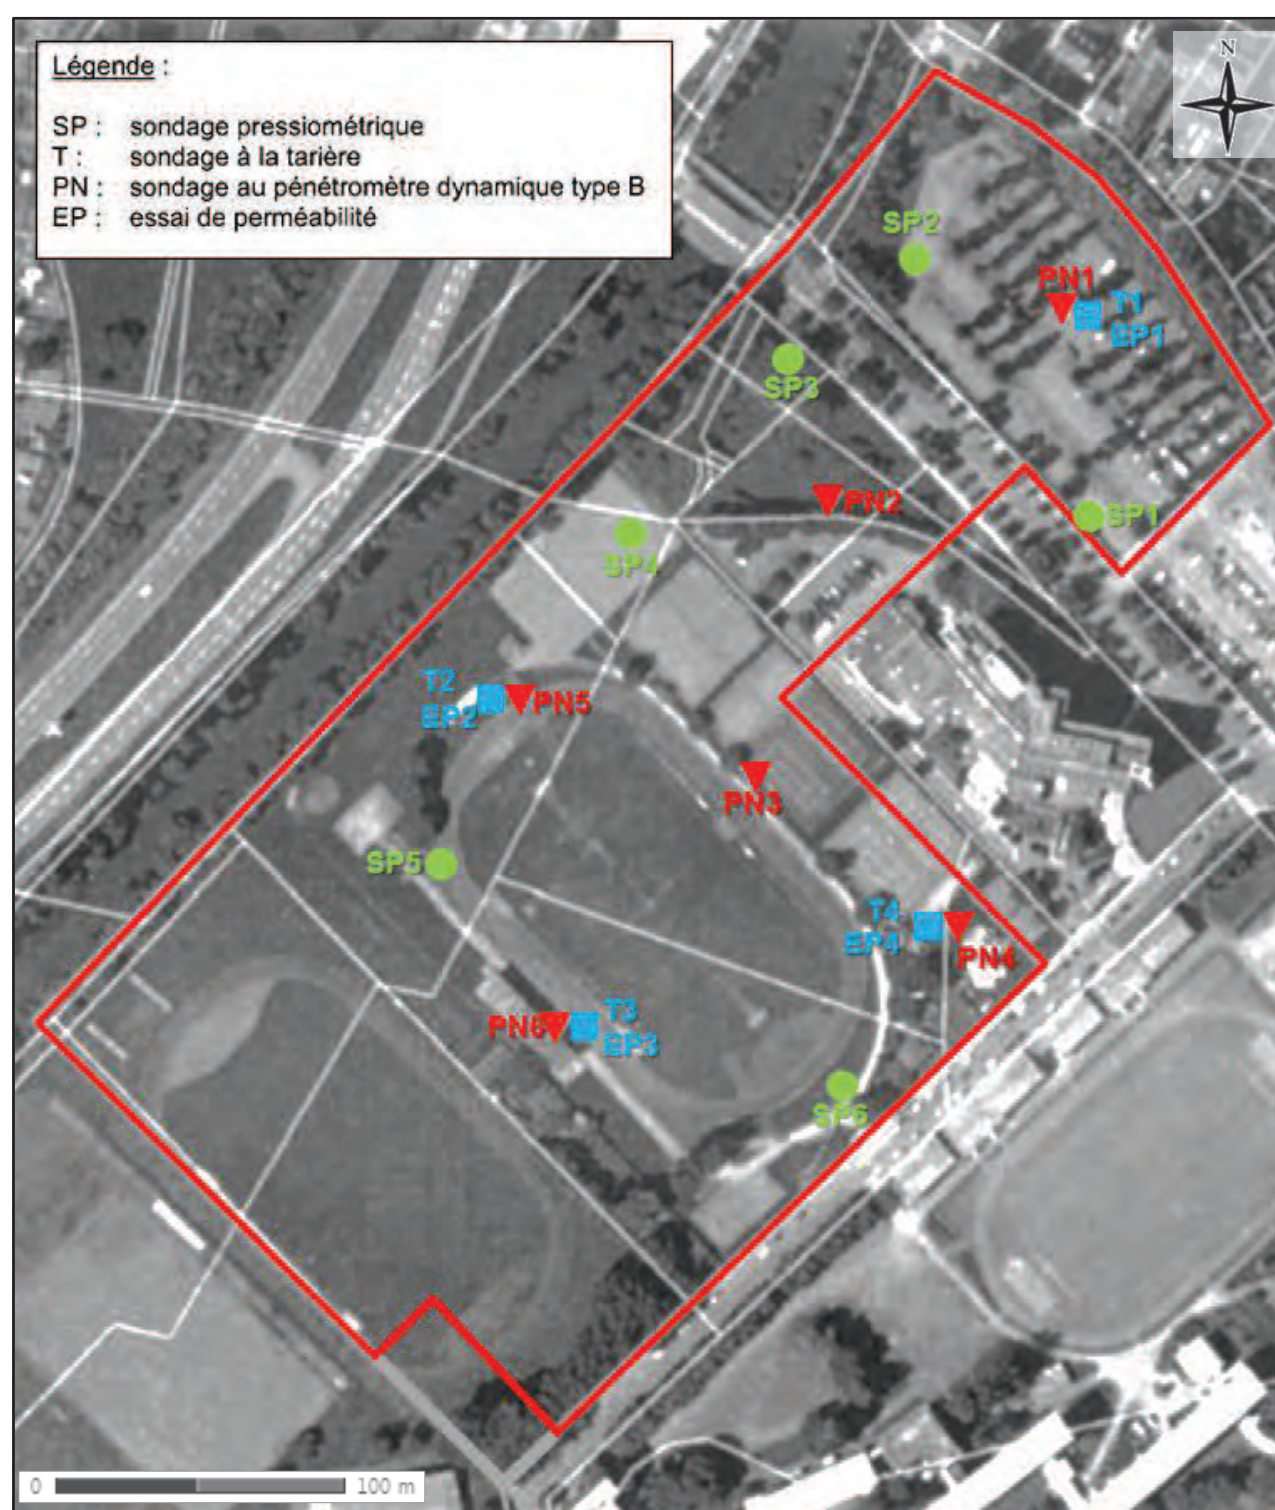 Légende :
SP : sondage pressiométrique
T : sondage à la tarière
PN : sondage au pénétromètre dynamique type B
EP : essai de perméabilité
N
SP2
PN1
T1
EP1
SP3
PN2
SP1
SP4
T2
EP2
PN5
PN3
SP5
T4
EP4
PN4
PN6
T3
EP3
SP6
0 100 m